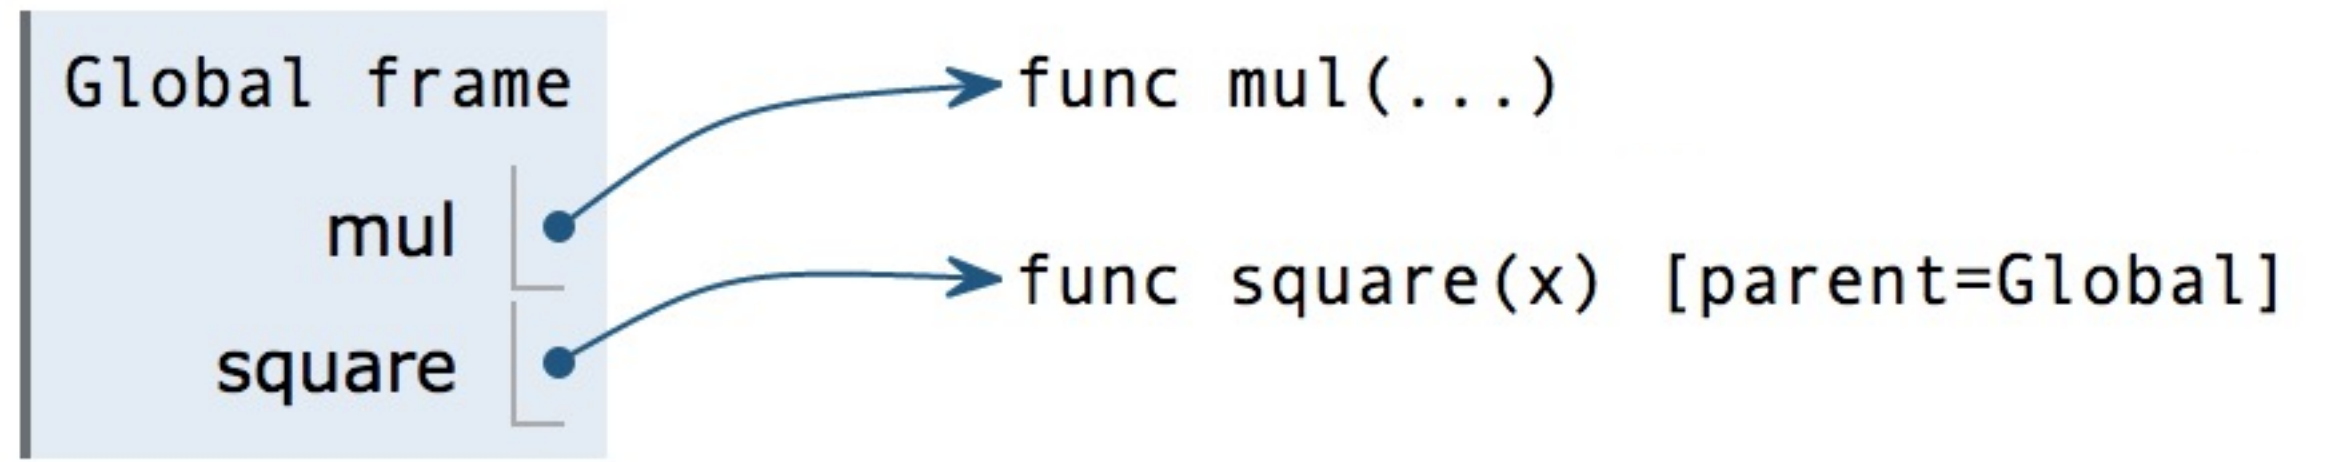 Global frame
mul
square
func mul(...)
func square(x) [parent=Global]